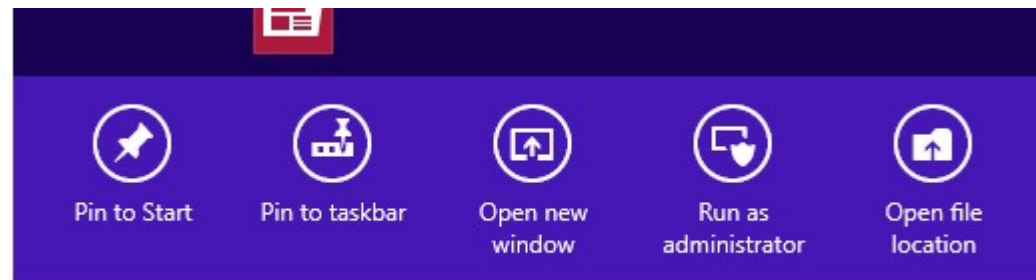 Pin to Start
Pin to taskbar
Open new
window
Run as
administrator
Open file
location